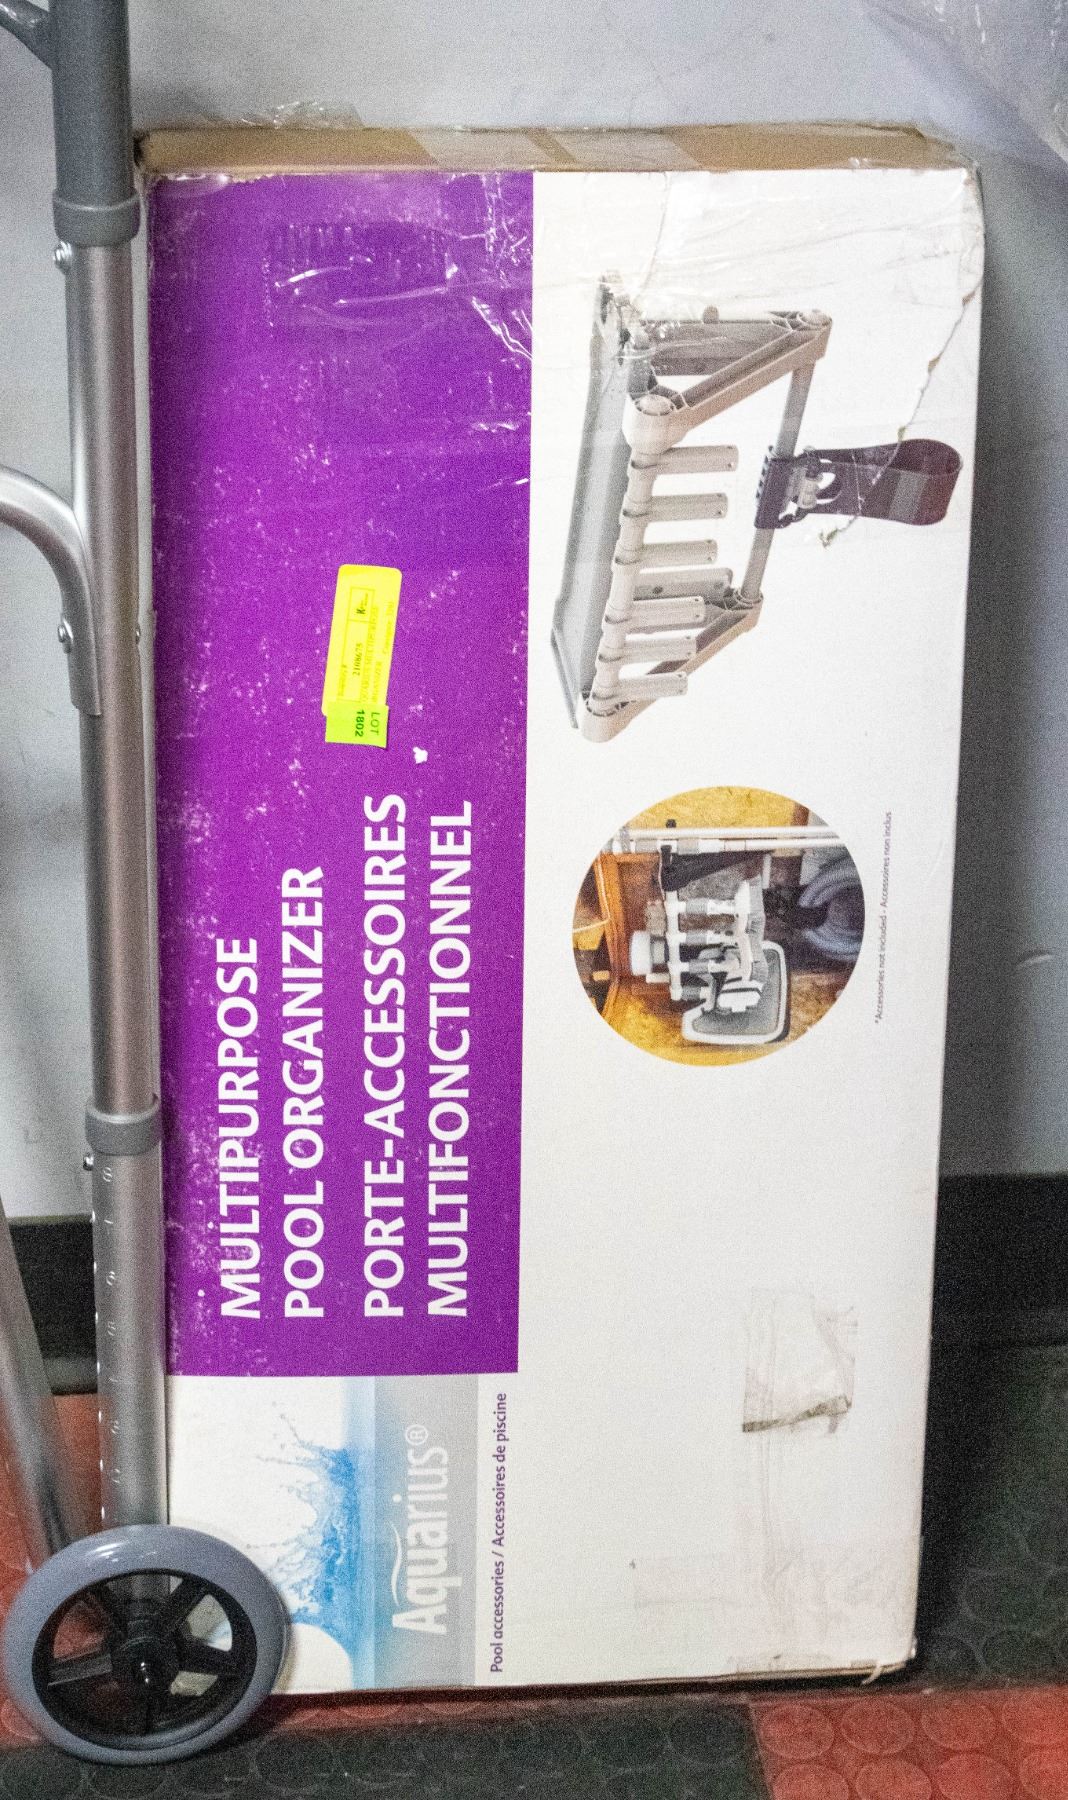 MULTIPURPOSE
POOL ORGANIZER
PORTE-ACCESSOIRES
MULTIFONCTIONNEL
Aquarius®
Pool accessories / Accessoires de piscine
*Accessories not included - Accessoires non inclus
2108675
LOT
1802